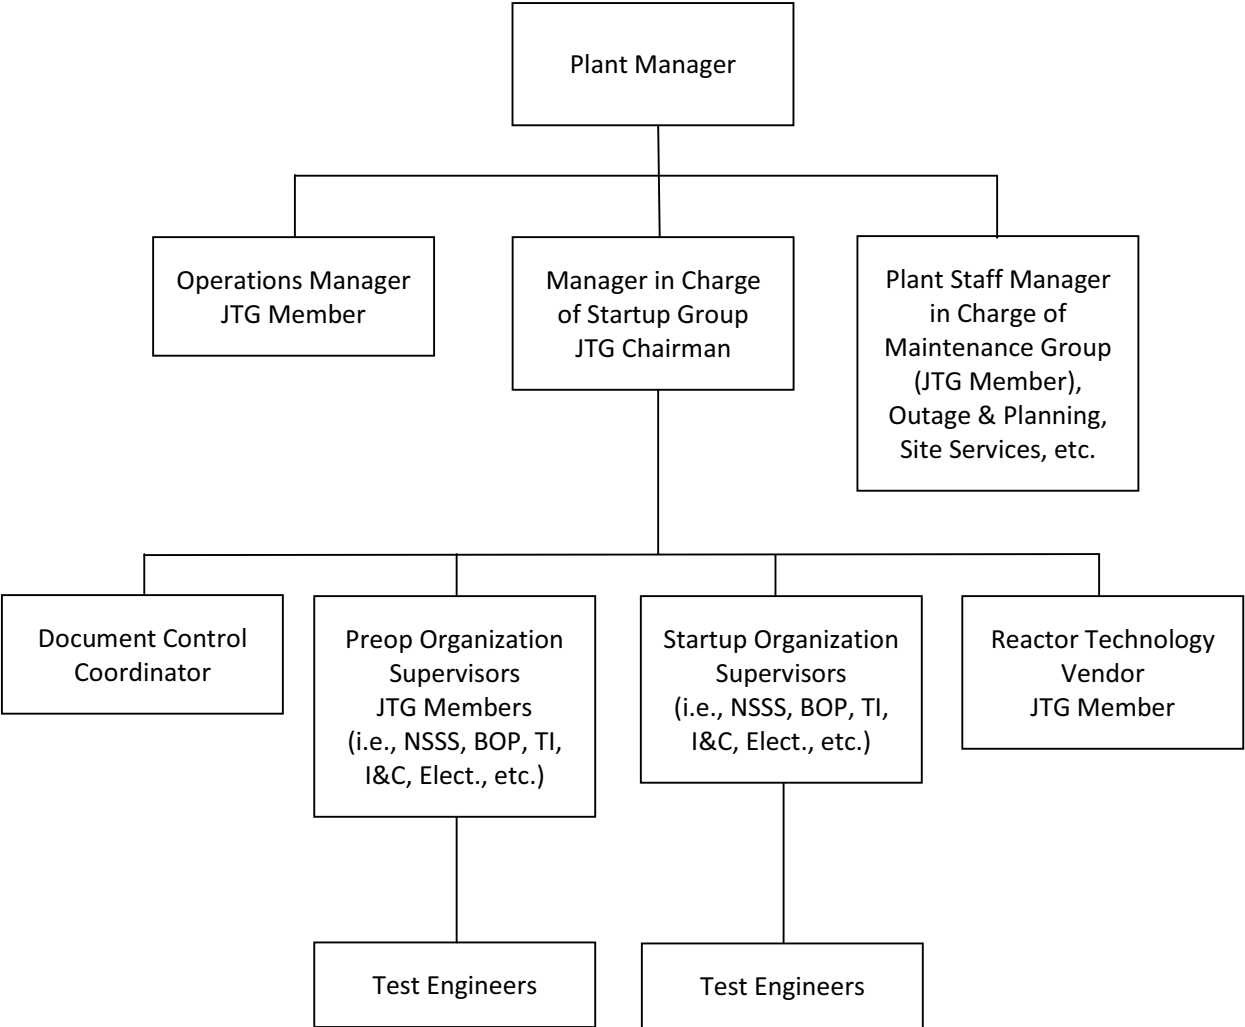 Plant Manager
Operations Manager
JTG Member
Manager in Charge
of Startup Group
JTG Chairman
Plant Staff Manager
in Charge of
Maintenance Group
(JTG Member),
Outage & Planning,
Site Services, etc.
Document Control
Coordinator
Preop Organization
Supervisors
JTG Members
(i.e., NSSS, BOP, TI,
I&C, Elect., etc.)
Startup Organization
Supervisors
(i.e., NSSS, BOP, TI,
I&C, Elect., etc.)
Reactor Technology
Vendor
JTG Member
Test Engineers
Test Engineers